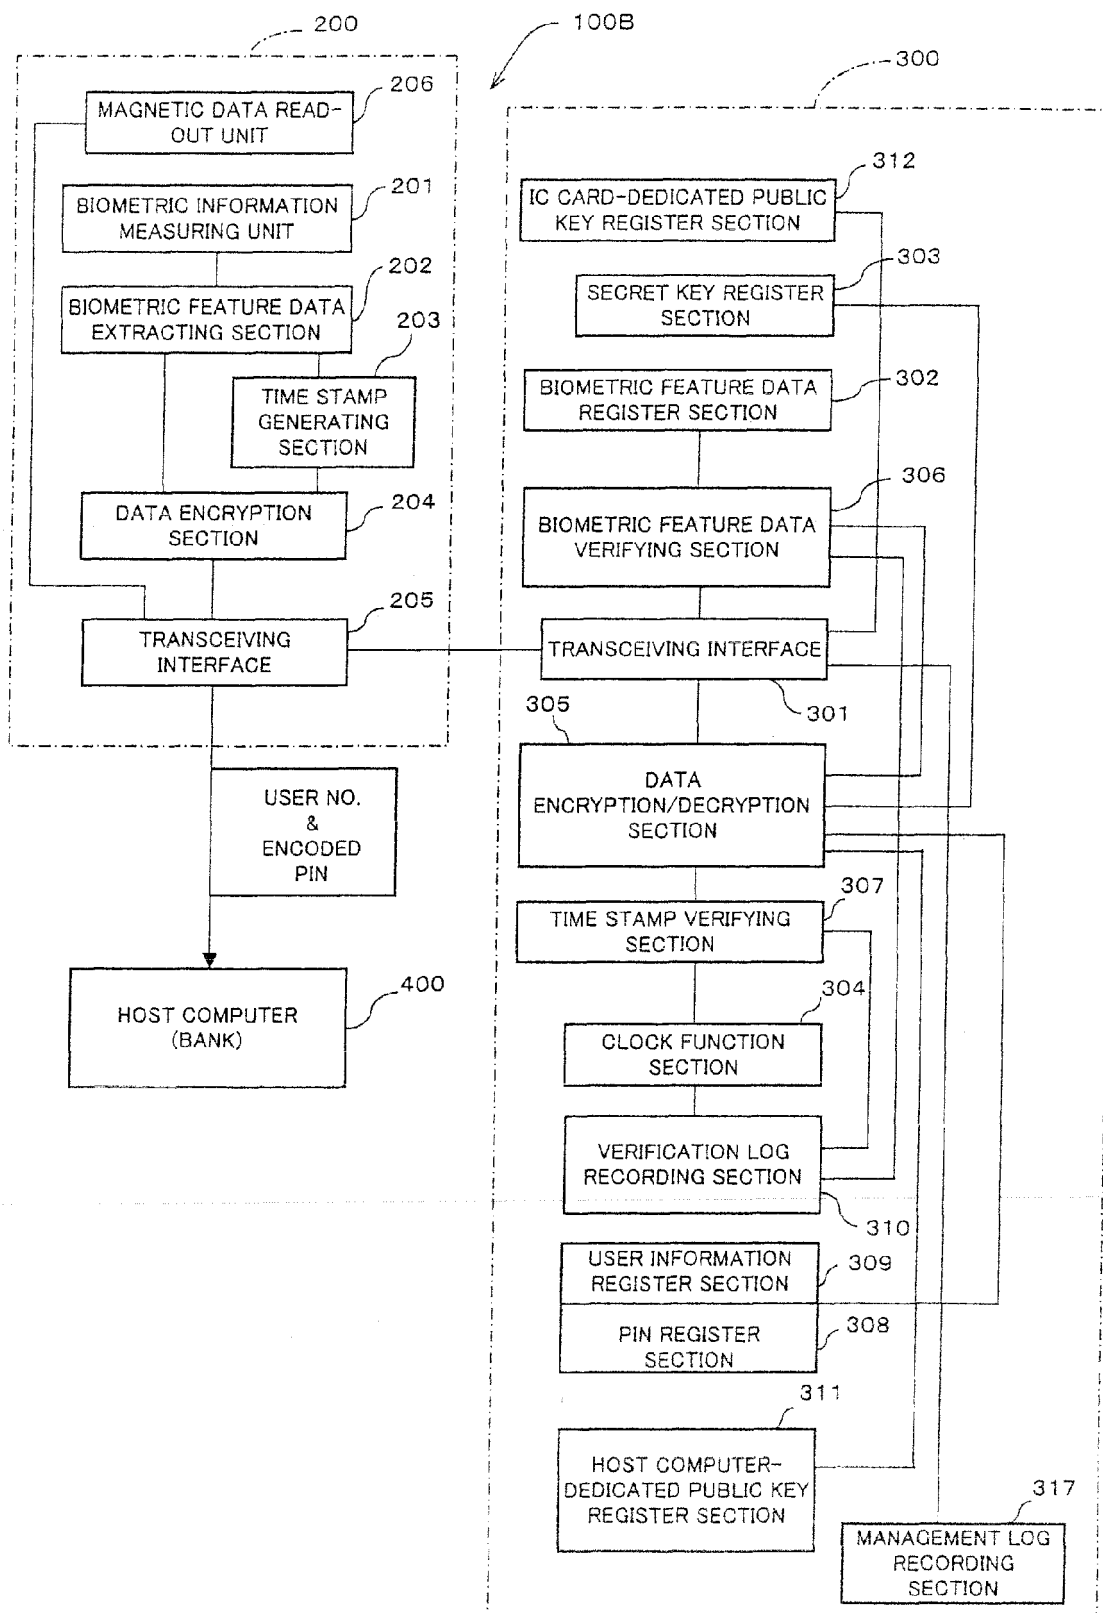 100B
200
206
MAGNETIC DATA READ-
OUT UNIT
201
BIOMETRIC INFORMATION
MEASURING UNIT
202
BIOMETRIC FEATURE DATA
EXTRACTING SECTION
203
TIME STAMP
GENERATING
SECTION
204
DATA ENCRYPTION
SECTION
205
TRANSCEIVING
INTERFACE
USER NO.
&
ENCODED
PIN
400
HOST COMPUTER
(BANK)
300
312
IC CARD-DEDICATED PUBLIC
KEY REGISTER SECTION
303
SECRET KEY REGISTER
SECTION
302
BIOMETRIC FEATURE DATA
REGISTER SECTION
306
BIOMETRIC FEATURE DATA
VERIFYING SECTION
TRANSCEIVING INTERFACE
301
305
DATA
ENCRYPTION/DECRYPTION
SECTION
307
TIME STAMP VERIFYING
SECTION
304
CLOCK FUNCTION
SECTION
VERIFICATION LOG
RECORDING SECTION
310
USER INFORMATION
REGISTER SECTION
309
PIN REGISTER
SECTION
308
311
HOST COMPUTER-
DEDICATED PUBLIC KEY
REGISTER SECTION
317
MANAGEMENT LOG
RECORDING
SECTION